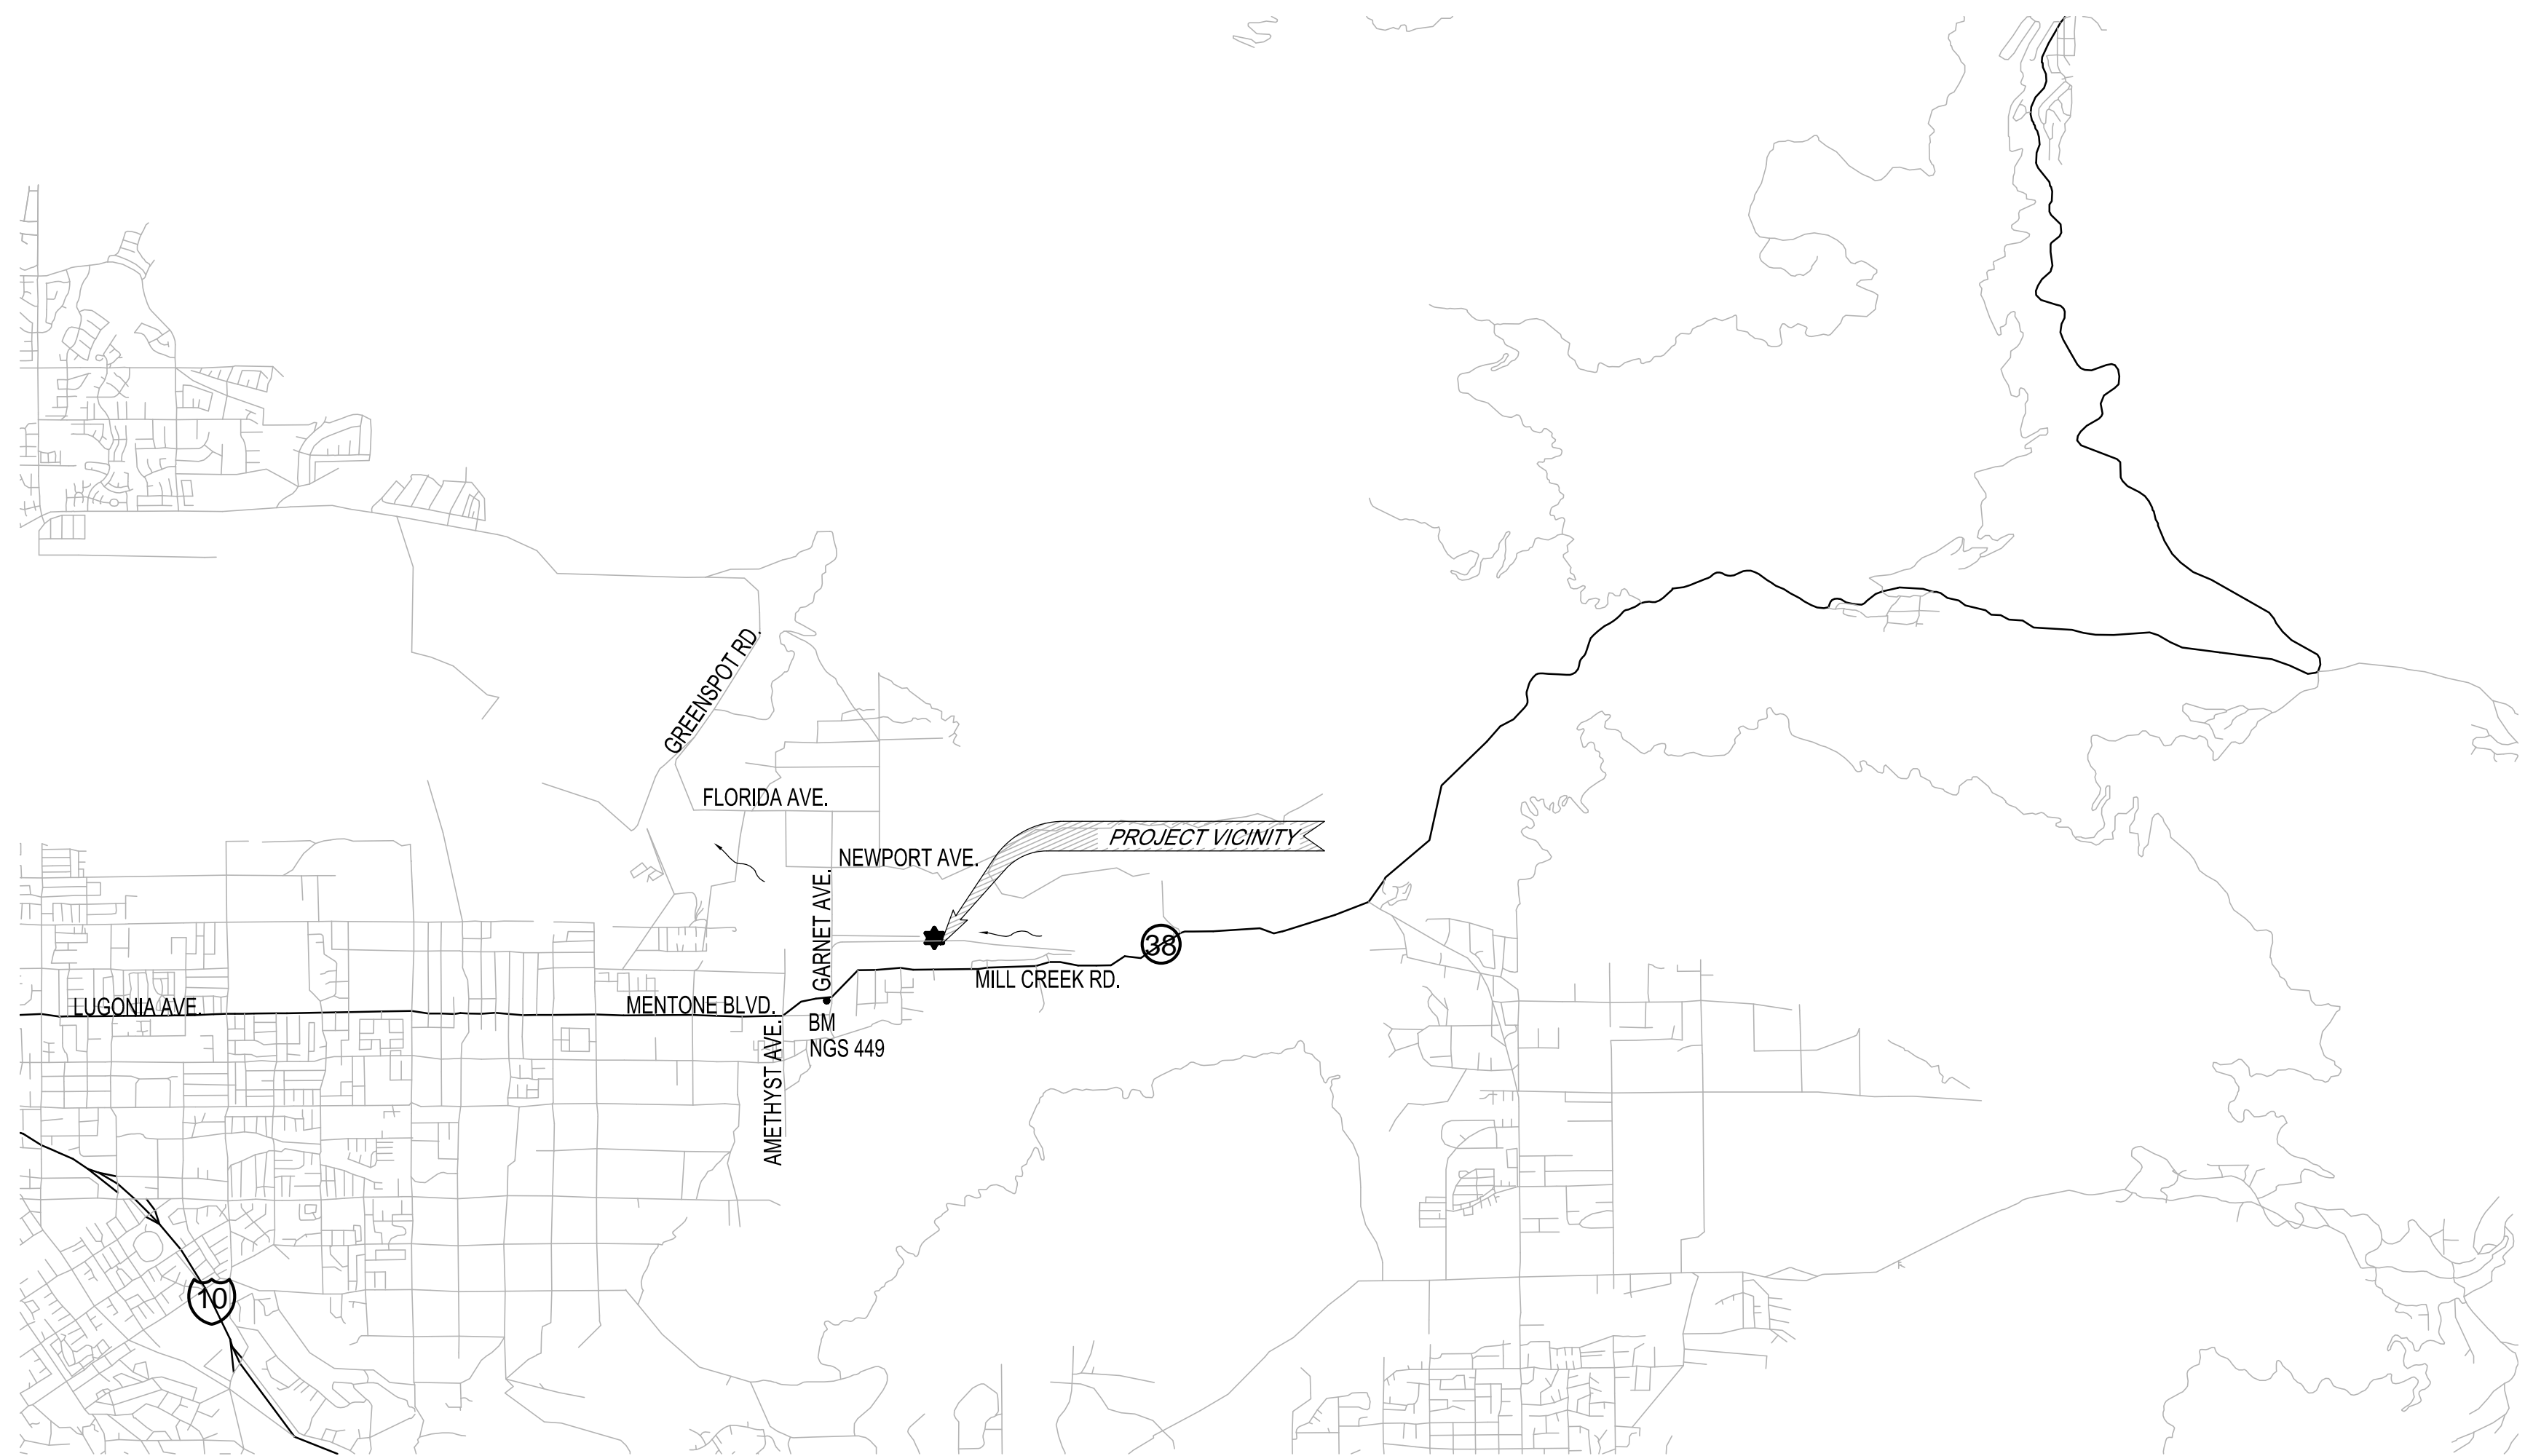 GREENSPOT RD.
FLORIDA AVE.
PROJECT VICINITY
NEWPORT AVE.
GARNET AVE.
38
MILL CREEK RD.
LUGONIA AVE.
MENTONE BLVD.
BM
NGS 449
AMETHYST AVE.
10